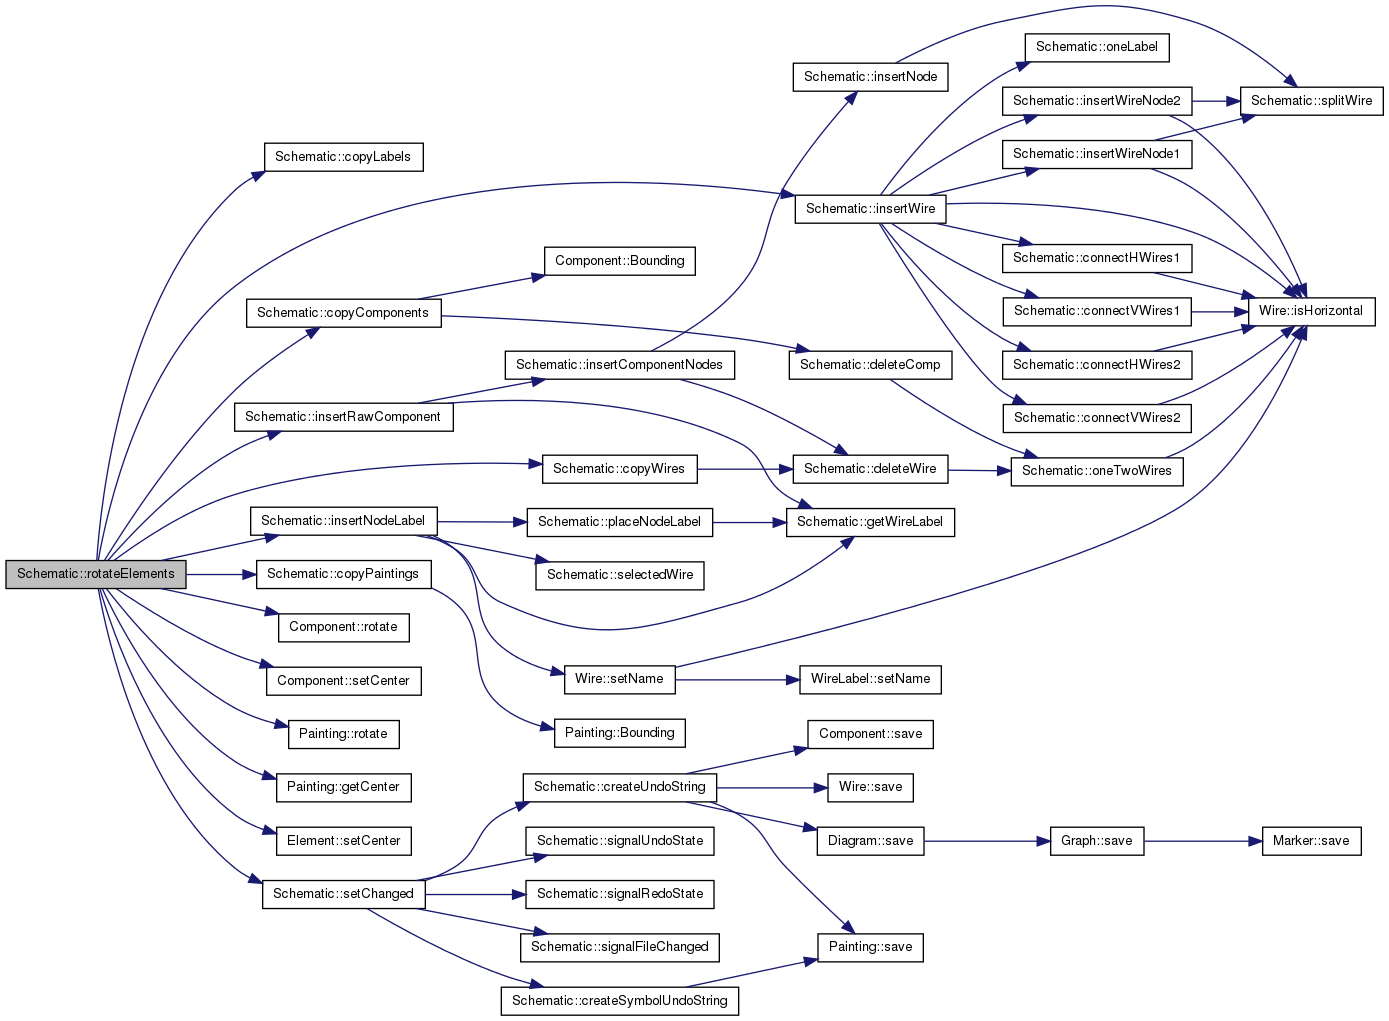 Schematic::rotateElements
Schematic::copyLabels
Schematic::copyComponents
Schematic::insertRawComponent
Schematic::insertNodeLabel
Schematic::copyPaintings
Component::rotate
Component::setCenter
Painting::rotate
Painting::getCenter
Element::setCenter
Schematic::setChanged
Component::Bounding
Schematic::insertComponentNodes
Schematic::copyWires
Schematic::placeNodeLabel
Schematic::selectedWire
Wire::setName
Painting::Bounding
Schematic::createUndoString
Schematic::signalUndoState
Schematic::signalRedoState
Schematic::signalFileChanged
Schematic::createSymbolUndoString
Schematic::insertNode
Schematic::insertWire
Schematic::deleteComp
Schematic::deleteWire
Schematic::getWireLabel
WireLabel::setName
Component::save
Wire::save
Diagram::save
Painting::save
Schematic::oneLabel
Schematic::insertWireNode2
Schematic::insertWireNode1
Schematic::connectHWires1
Schematic::connectVWires1
Schematic::connectHWires2
Schematic::connectVWires2
Schematic::oneTwoWires
Graph::save
Schematic::splitWire
Wire::isHorizontal
Marker::save